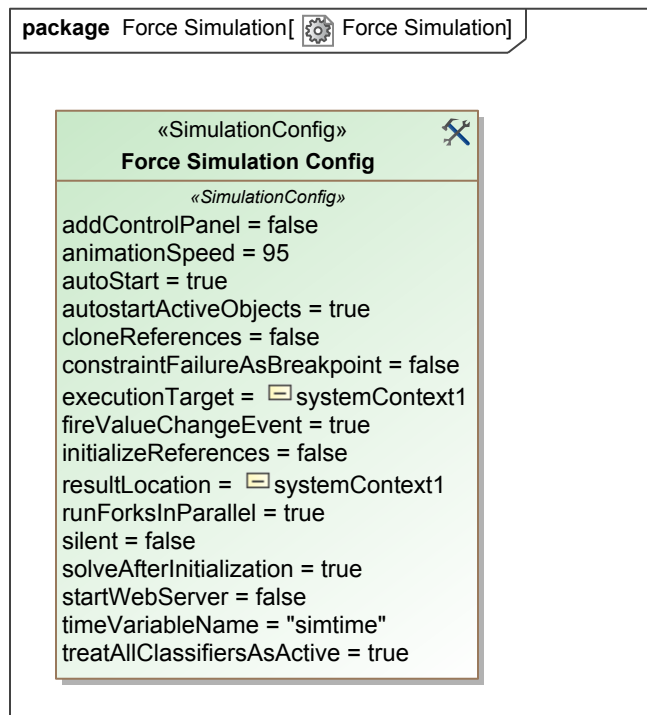 package Force Simulation[ Force Simulation]
«SimulationConfig»
Force Simulation Config
«SimulationConfig»
addControlPanel = false
animationSpeed = 95
autoStart = true
autostartActiveObjects = true
cloneReferences = false
constraintFailureAsBreakpoint = false
executionTarget = systemContext1
fireValueChangeEvent = true
initializeReferences = false
resultLocation = systemContext1
runForksInParallel = true
silent = false
solveAfterInitialization = true
startWebServer = false
timeVariableName = "simtime"
treatAllClassifiersAsActive = true